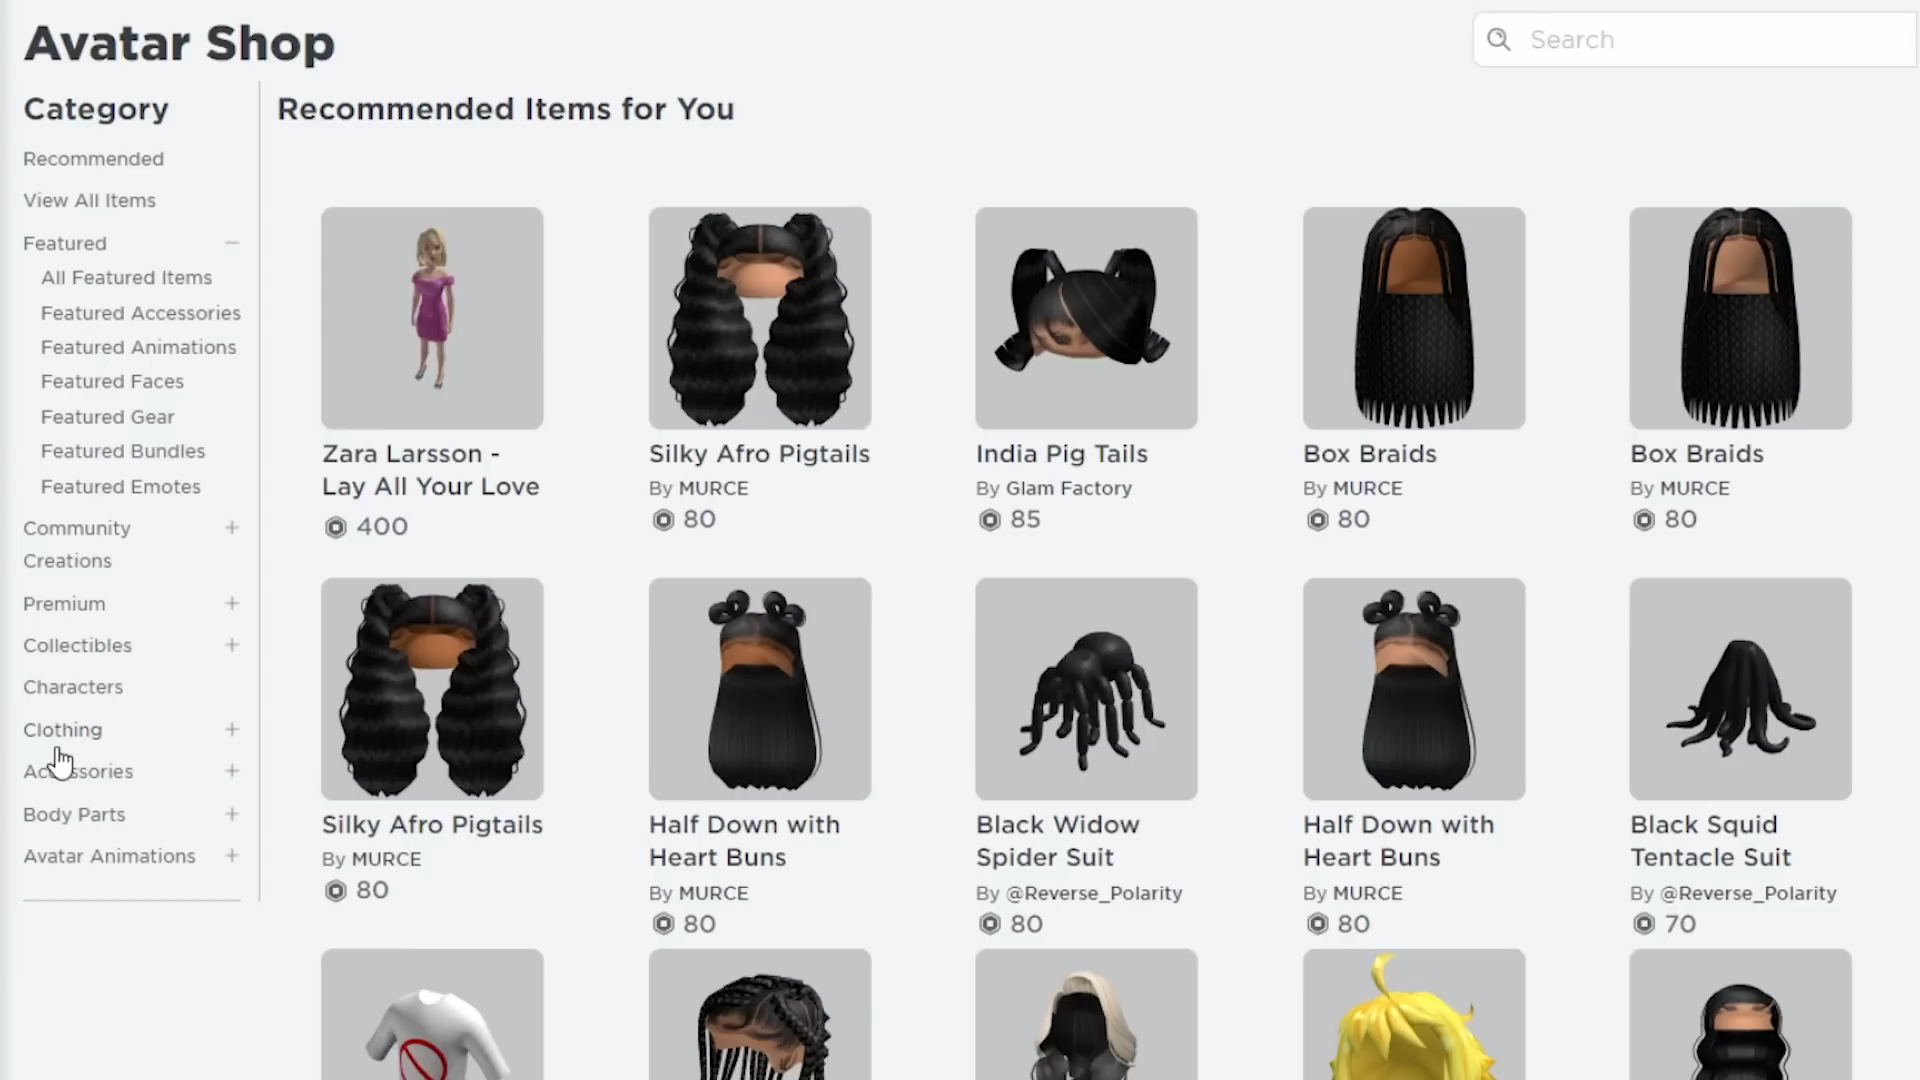 Avatar Shop
Search
Category
Recommended
View All Items
Featured
All Featured Items
Featured Accessories
Featured Animations
Featured Faces
Featured Gear
Featured Bundles
Featured Emotes
Community
Creations
Premium
Collectibles
Characters
Clothing
Accessories
Body Parts
Avatar Animations
Recommended Items for You
Zara Larsson -
Lay All Your Love
400
Silky Afro Pigtails
By MURCE
80
India Pig Tails
By Glam Factory
85
Box Braids
By MURCE
80
Box Braids
By MURCE
80
Silky Afro Pigtails
By MURCE
80
Half Down with
Heart Buns
By MURCE
80
Black Widow
Spider Suit
By @Reverse_Polarity
80
Half Down with
Heart Buns
By MURCE
80
Black Squid
Tentacle Suit
By @Reverse_Polarity
70